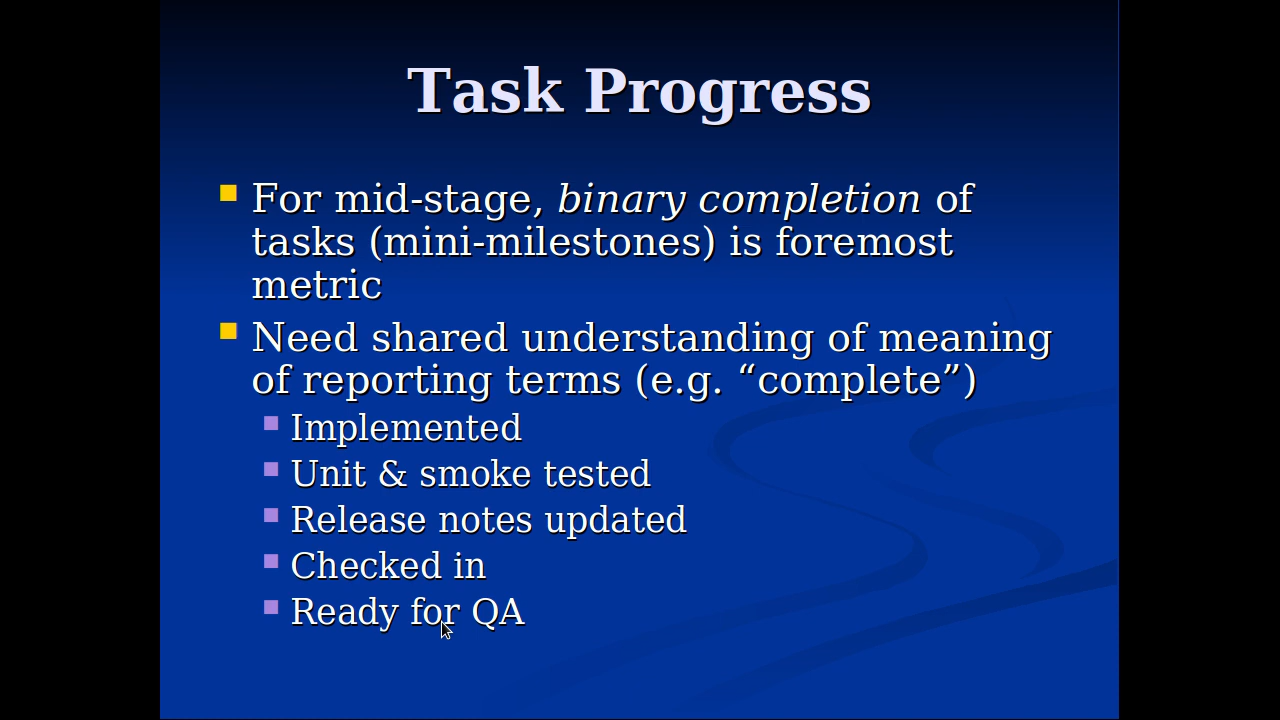 Task Progress
For mid-stage, binary completion of
tasks (mini-milestones) is foremost
metric
Need shared understanding of meaning
of reporting terms (e.g. “complete”)
Implemented
Unit & smoke tested
Release notes updated
Checked in
Ready for QA